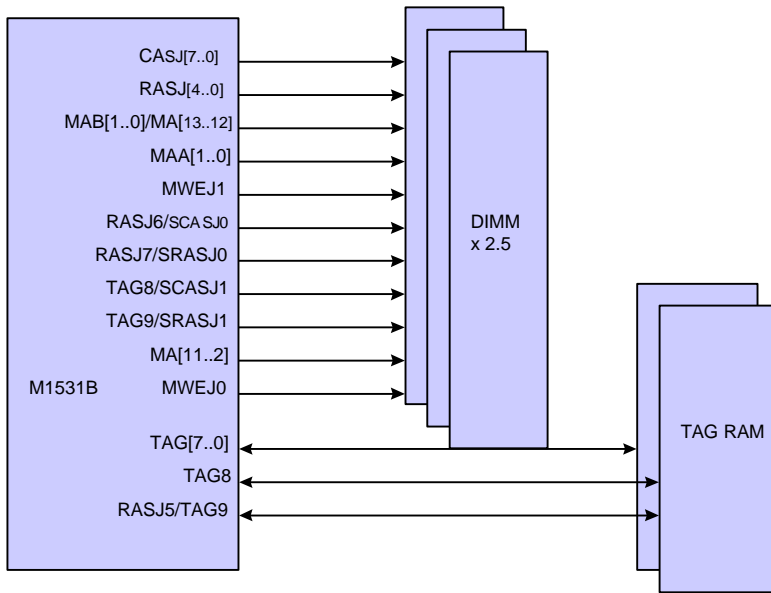 CASJ[7..0]
RASJ[4..0]
MAB[1..0]/MA[13..12]
MAA[1..0]
MWEJ1
RASJ6/SCASJ0
RASJ7/SRASJ0
TAG8/SCASJ1
TAG9/SRASJ1
MA[11..2]
M1531B
MWEJ0
TAG[7..0]
TAG8
RASJ5/TAG9
DIMM
x 2.5
TAG RAM